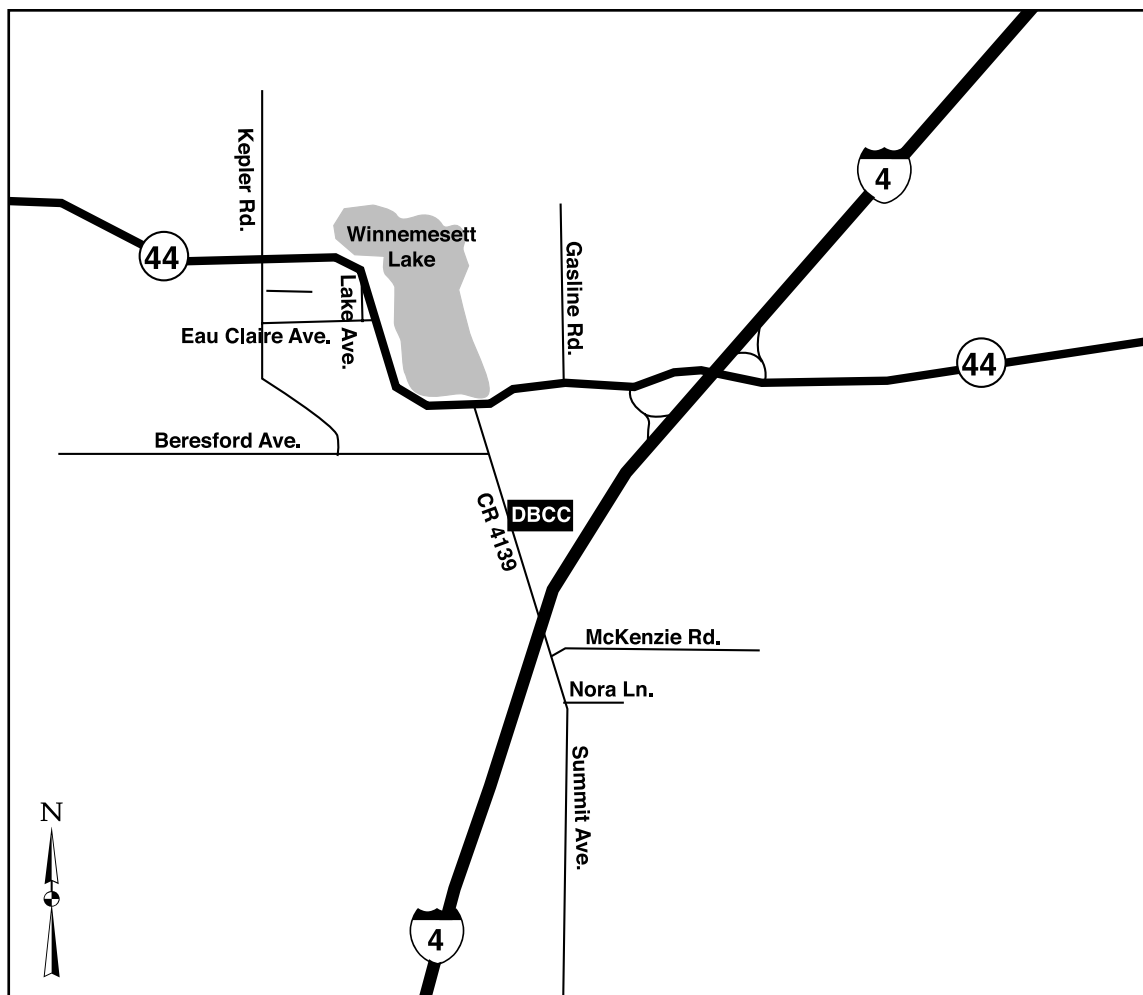 4
Kepler Rd.
Winnemesett
Lake
44
Gasline Rd.
Lake Ave.
Eau Claire Ave.
44
Beresford Ave.
CR 4139
DBCC
McKenzie Rd.
Nora Ln.
Summit Ave.
N
4